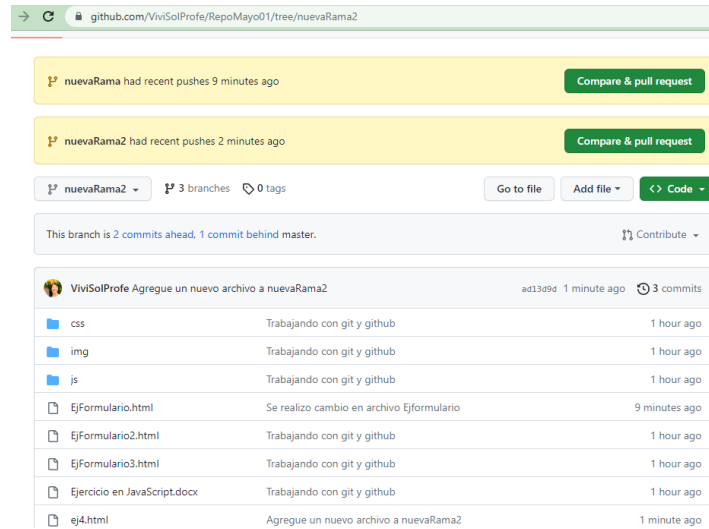 github.com/ViviSolProfe/RepoMayo01/tree/nuevaRama2
nuevaRama had recent pushes 9 minutes ago Compare & pull request
nuevaRama2 had recent pushes 2 minutes ago Compare & pull request
nuevaRama2 3 branches 0 tags Go to file Add file Code
This branch is 2 commits ahead, 1 commit behind master. Contribute
ViviSolProfe Agregue un nuevo archivo a nuevaRama2 ad13d9d 1 minute ago 3 commits
css Trabajando con git y github 1 hour ago
img Trabajando con git y github 1 hour ago
js Trabajando con git y github 1 hour ago
EjFormulario.html Se realizo cambio en archivo Ejformulario 9 minutes ago
EjFormulario2.html Trabajando con git y github 1 hour ago
EjFormulario3.html Trabajando con git y github 1 hour ago
Ejercicio en JavaScript.docx Trabajando con git y github 1 hour ago
ej4.html Agregue un nuevo archivo a nuevaRama2 1 minute ago